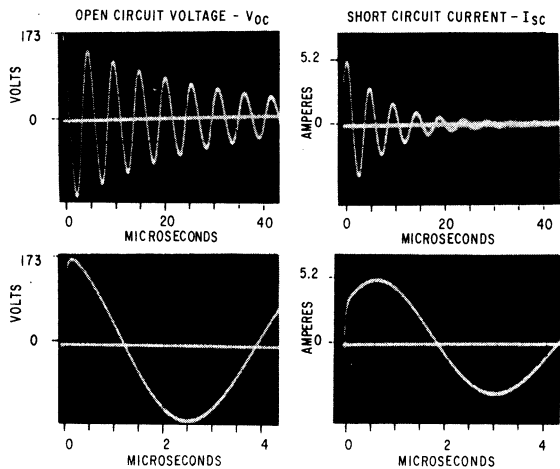 OPEN CIRCUIT VOLTAGE - VOC
SHORT CIRCUIT CURRENT - ISC
173
0
VOLTS
0 20 40
MICROSECONDS
5.2
0
AMPERES
0 20 40
MICROSECONDS
173
0
VOLTS
0 2 4
MICROSECONDS
5.2
0
AMPERES
0 2 4
MICROSECONDS